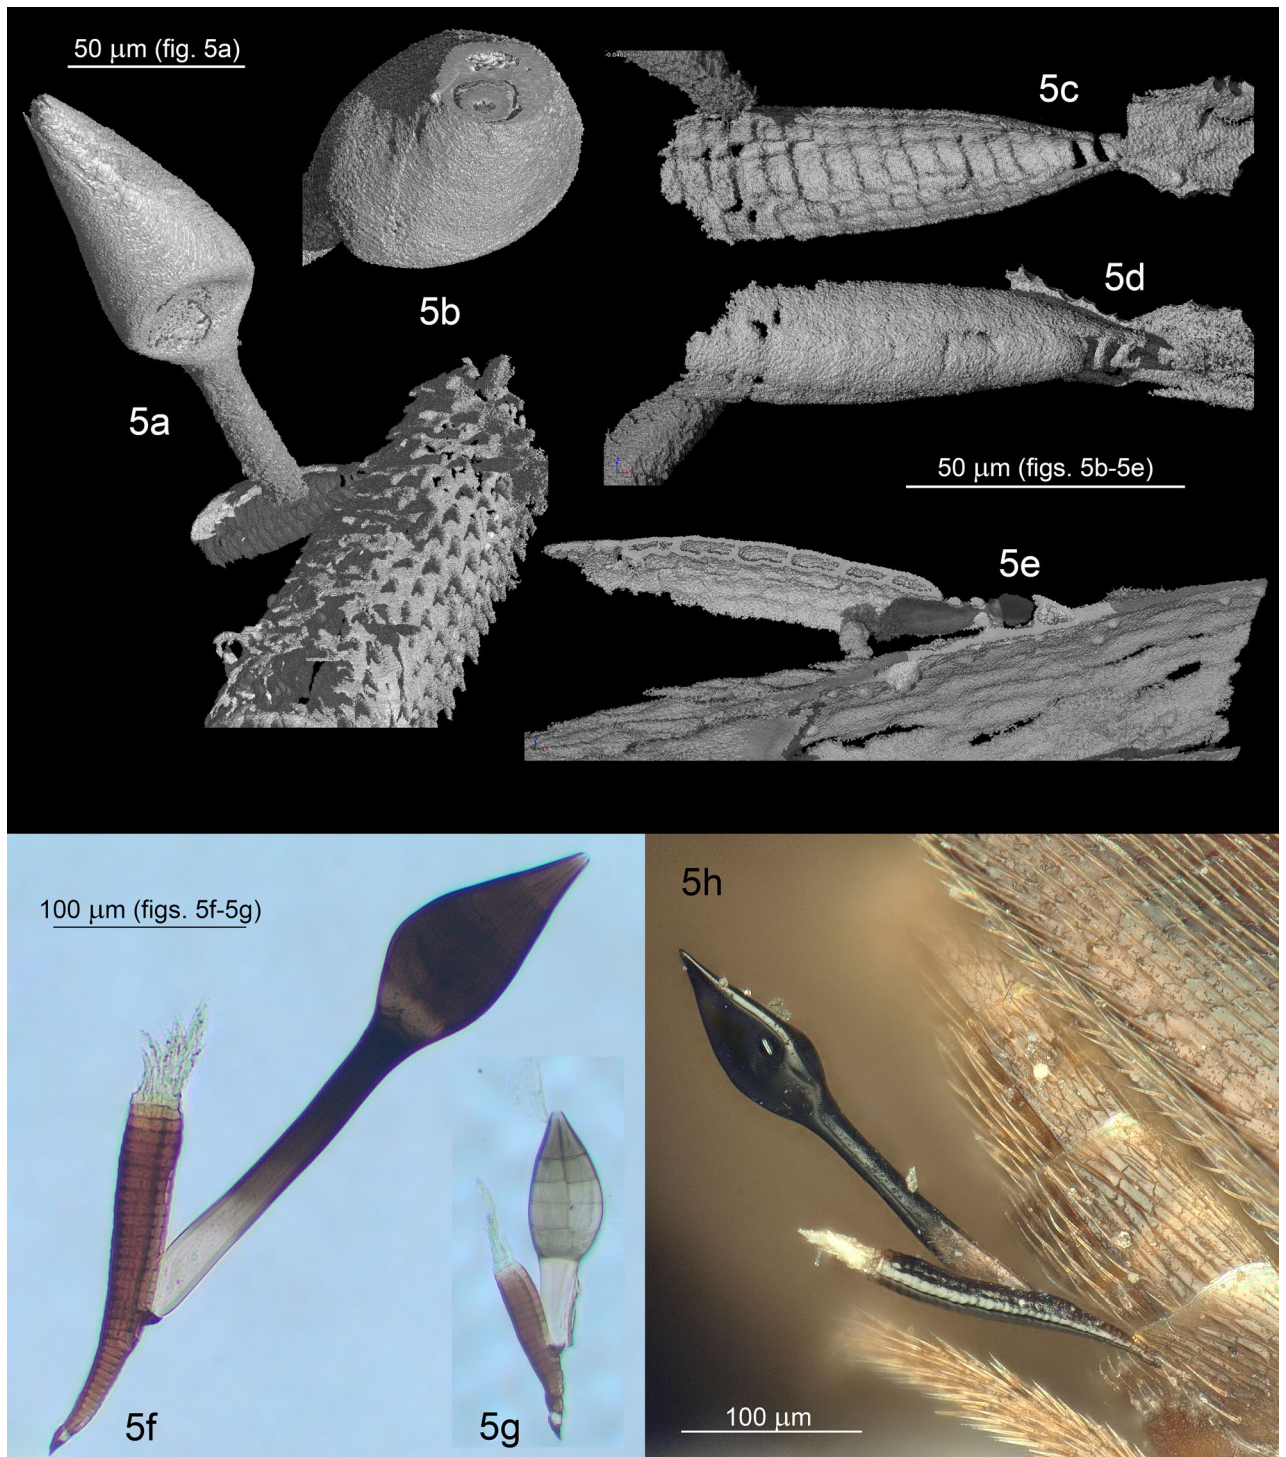 50 μm (fig. 5a)
5c
5b
5d
5a
50 μm (figs. 5b-5e)
5e
100 μm (figs. 5f-5g)
5h
5f
5g
100 μm